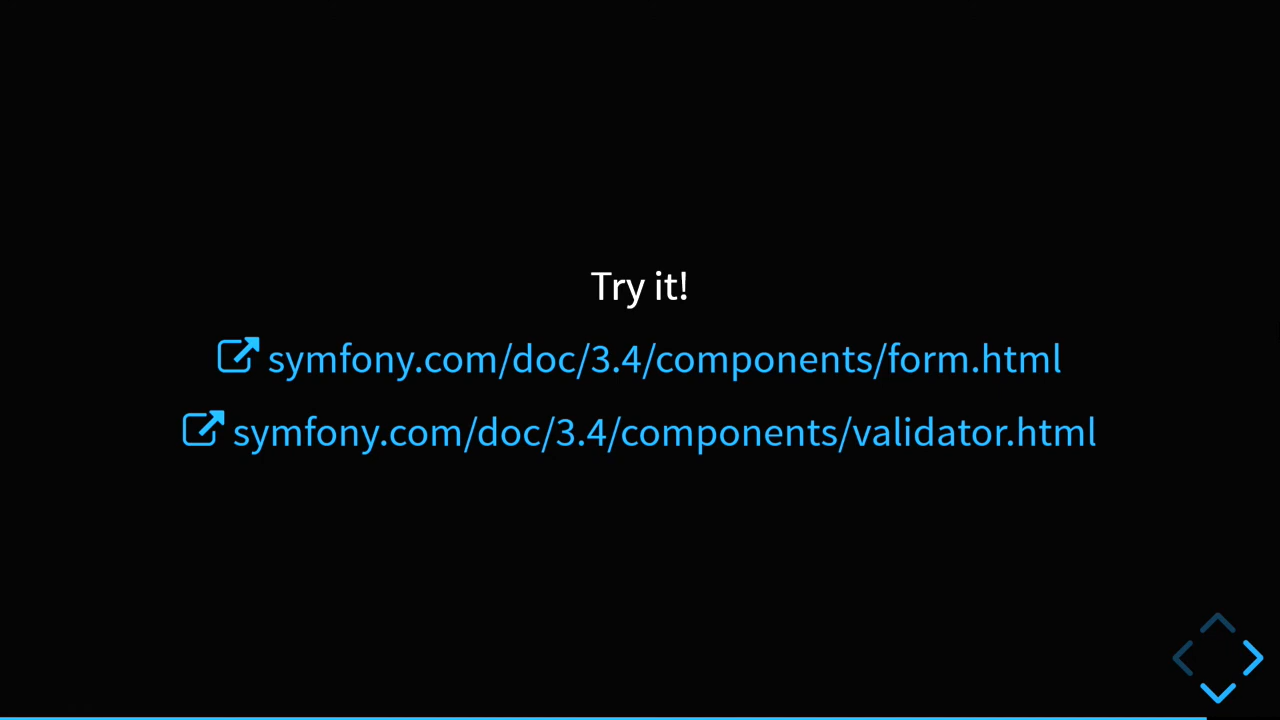 Try it!
symfony.com/doc/3.4/components/form.html
symfony.com/doc/3.4/components/validator.html